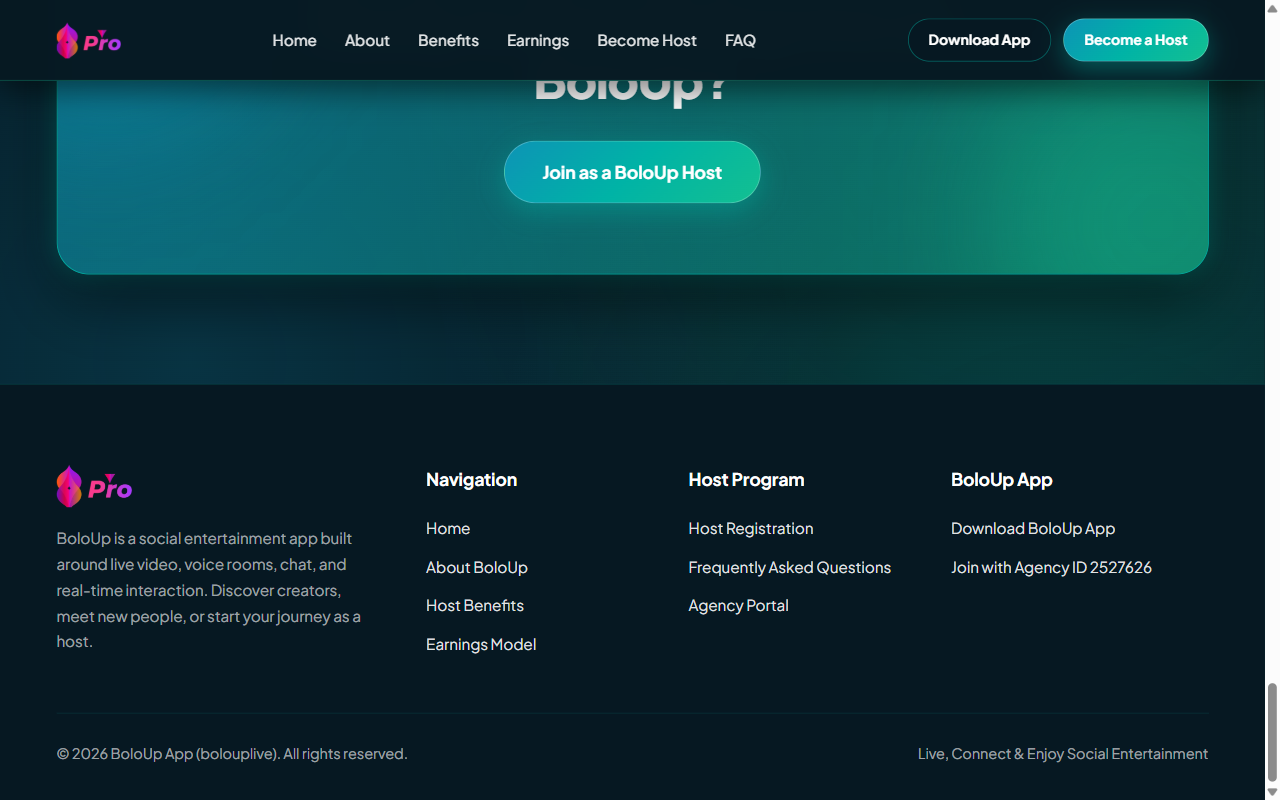 Pro
Home
About
Benefits
Earnings
Become Host
FAQ
Download App
Become a Host
BoloUp?
Join as a BoloUp Host
Pro
BoloUp is a social entertainment app built
around live video, voice rooms, chat, and
real-time interaction. Discover creators,
meet new people, or start your journey as a
host.
Navigation
Home
About BoloUp
Host Benefits
Earnings Model
Host Program
Host Registration
Frequently Asked Questions
Agency Portal
BoloUp App
Download BoloUp App
Join with Agency ID 2527626
© 2026 BoloUp App (bolouplive). All rights reserved.
Live, Connect & Enjoy Social Entertainment